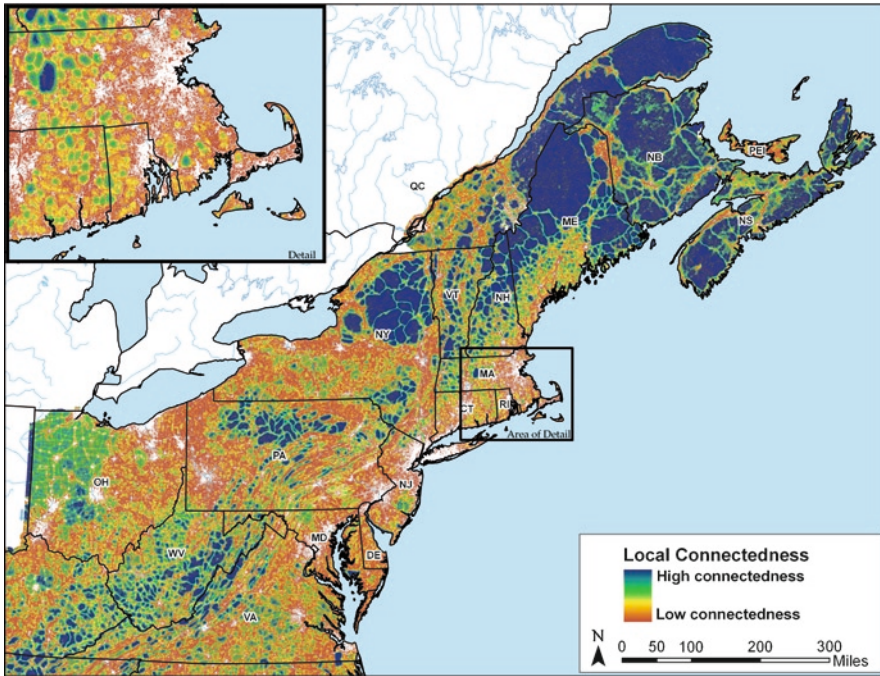 Detail
QC
NB
PEI
ME
NS
VT
NH
NY
MA
CT
RI
Area of Detail
PA
OH
NJ
MD
WV
DE
VA
Local Connectedness
High connectedness
Low connectedness
N
0 50 100 200 300
Miles